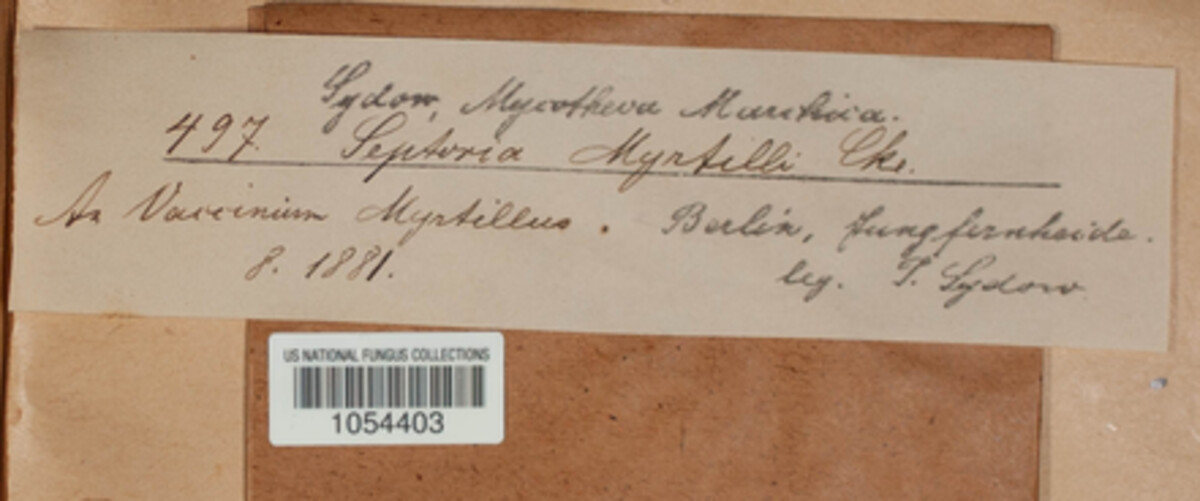 Sydow, Mycotheca Marchica.
497. Septoria Myrtilli Cke.
An Vaccinium Myrtillus. Berlin, Jungfernheide.
8. 1881. leg. P. Sydow
US NATIONAL FUNGUS COLLECTIONS
1054403